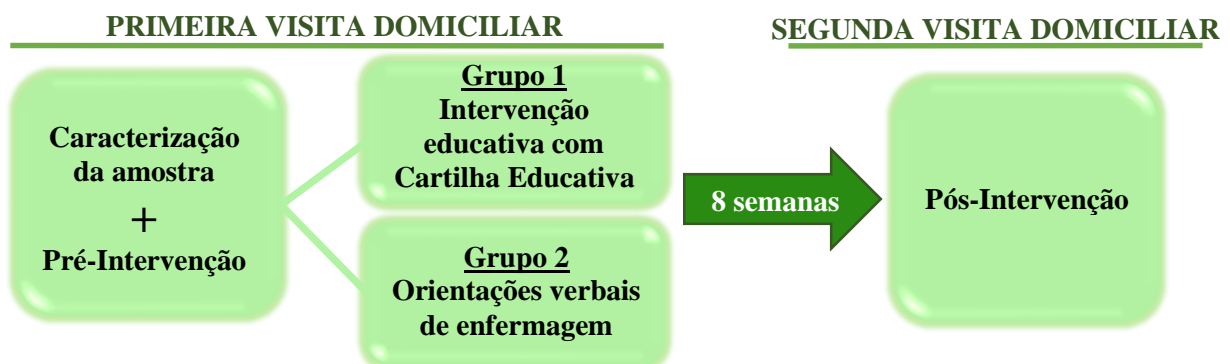 PRIMEIRA VISITA DOMICILIAR
SEGUNDA VISITA DOMICILIAR
Caracterização
da amostra
+
Pré-Intervenção
Grupo 1
Intervenção
educativa com
Cartilha Educativa
Grupo 2
Orientações verbais
de enfermagem
8 semanas
Pós-Intervenção